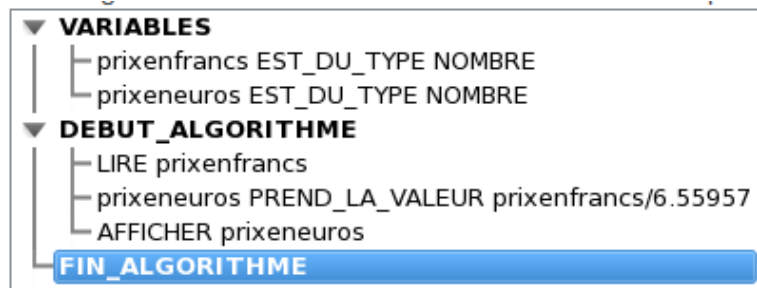 VARIABLES
prixenfrancs EST_DU_TYPE NOMBRE
prixeneuros EST_DU_TYPE NOMBRE
DEBUT_ALGORITHME
LIRE prixenfrancs
prixeneuros PREND_LA_VALEUR prixenfrancs/6.55957
AFFICHER prixeneuros
FIN_ALGORITHME